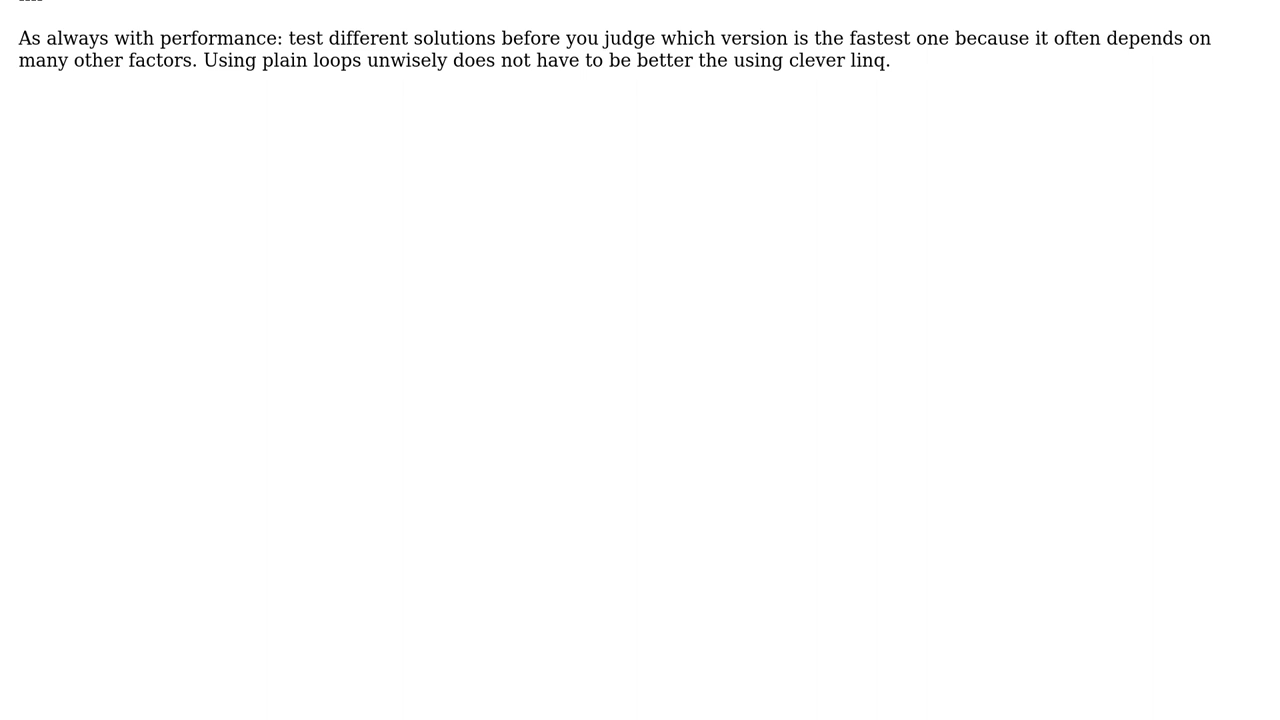 As always with performance: test different solutions before you judge which version is the fastest one because it often depends on
many other factors. Using plain loops unwisely does not have to be better the using clever linq.